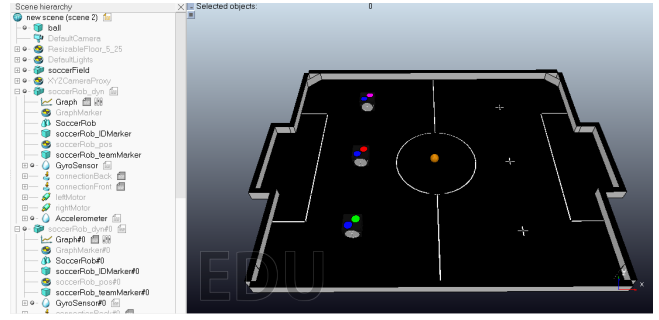 Scene hierarchy
Selected objects: 0
new scene (scene 2)
ball
DefaultCamera
ResizableFloor_5_25
DefaultLights
soccerField
XYZCameraProxy
soccerRob_dyn
Graph
GraphMarker
SoccerRob
soccerRob_IDMarker
soccerRob_pos
soccerRob_teamMarker
GyroSensor
connectionBack
connectionFront
leftMotor
rightMotor
Accelerometer
soccerRob_dyn#0
Graph#0
GraphMarker#0
SoccerRob#0
soccerRob_IDMarker#0
soccerRob_pos#0
soccerRob_teamMarker#0
GyroSensor#0
connectionBack#0
EDU
x